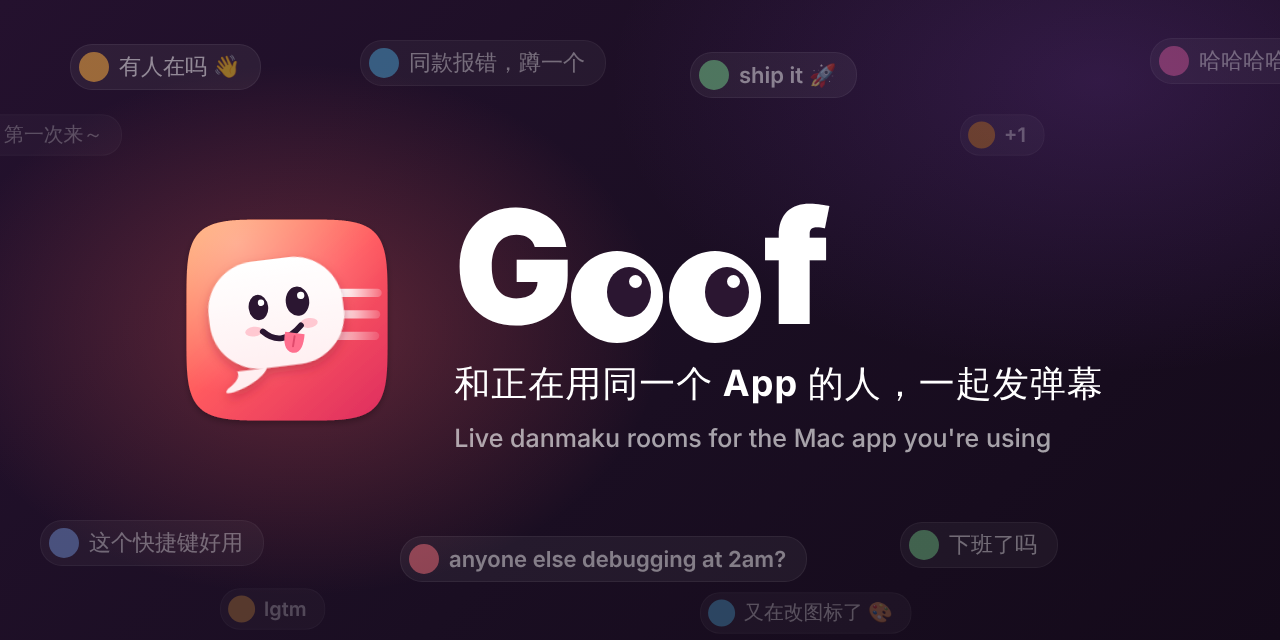 有人在吗 👋
同款报错，蹲一个
ship it 🚀
哈哈哈哈
第一次来～
+1
Goof
和正在用同一个 App 的人，一起发弹幕
Live danmaku rooms for the Mac app you're using
这个快捷键好用
anyone else debugging at 2am?
下班了吗
lgtm
又在改图标了 🎨